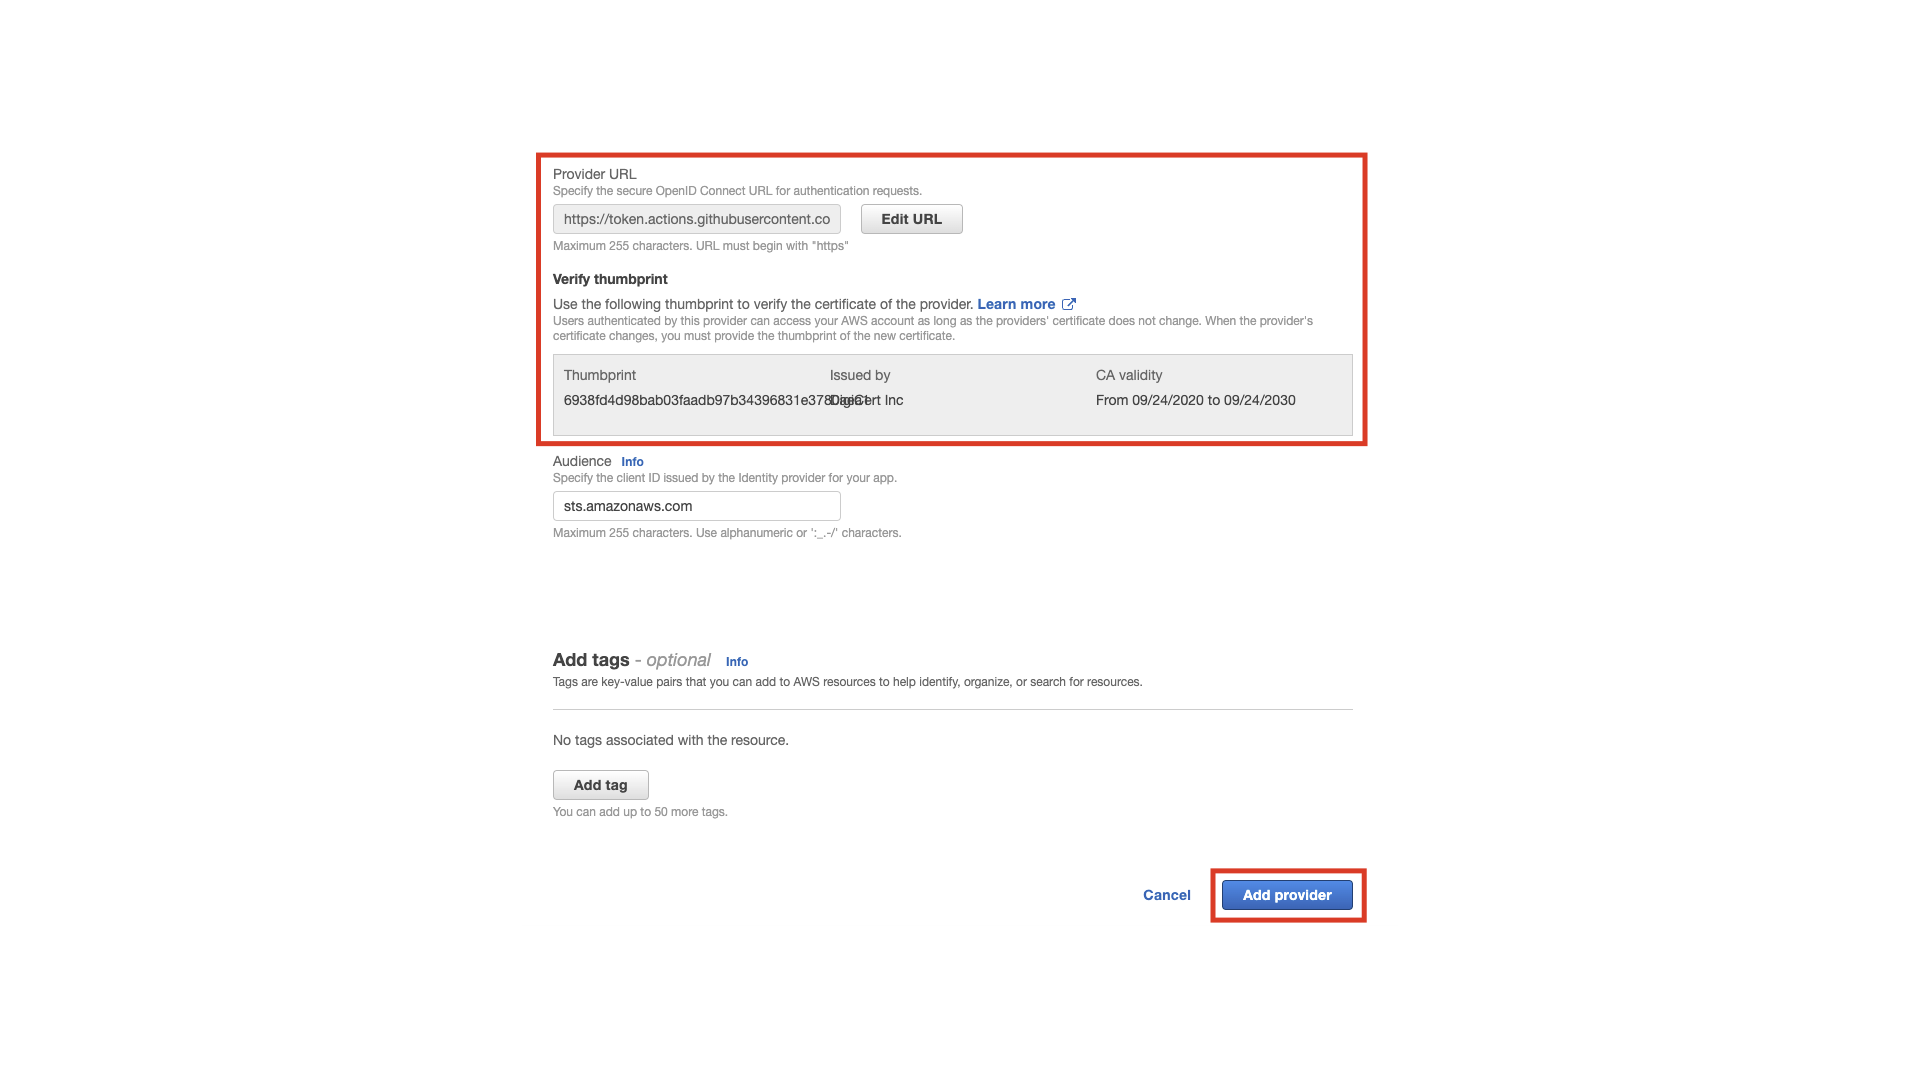 Provider URL
Specify the secure OpenID Connect URL for authentication requests.
https://token.actions.githubusercontent.co
Edit URL
Maximum 255 characters. URL must begin with "https"
Verify thumbprint
Use the following thumbprint to verify the certificate of the provider. Learn more
Users authenticated by this provider can access your AWS account as long as the providers' certificate does not change. When the provider's
certificate changes, you must provide the thumbprint of the new certificate.
Thumbprint Issued by CA validity
DigiCert Inc From 09/24/2020 to 09/24/2030
Audience Info
Specify the client ID issued by the Identity provider for your app.
sts.amazonaws.com
Maximum 255 characters. Use alphanumeric or ':_.-/' characters.
Add tags - optional Info
Tags are key-value pairs that you can add to AWS resources to help identify, organize, or search for resources.
No tags associated with the resource.
Add tag
You can add up to 50 more tags.
Cancel
Add provider